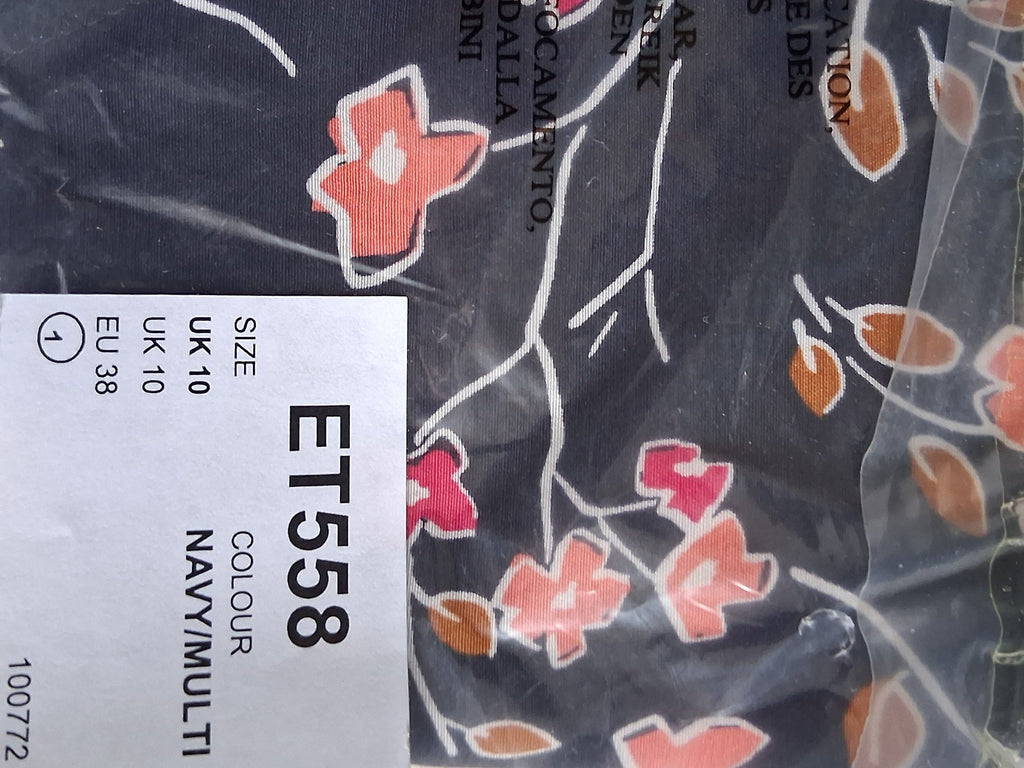 ET558
SIZE
COLOUR
UK 10
NAVY/MULTI
UK 10
EU 38
1
100772
CATION,
E DES
S
AR,
REIK
DEN
FOCAMENTO,
DALLA
BINI